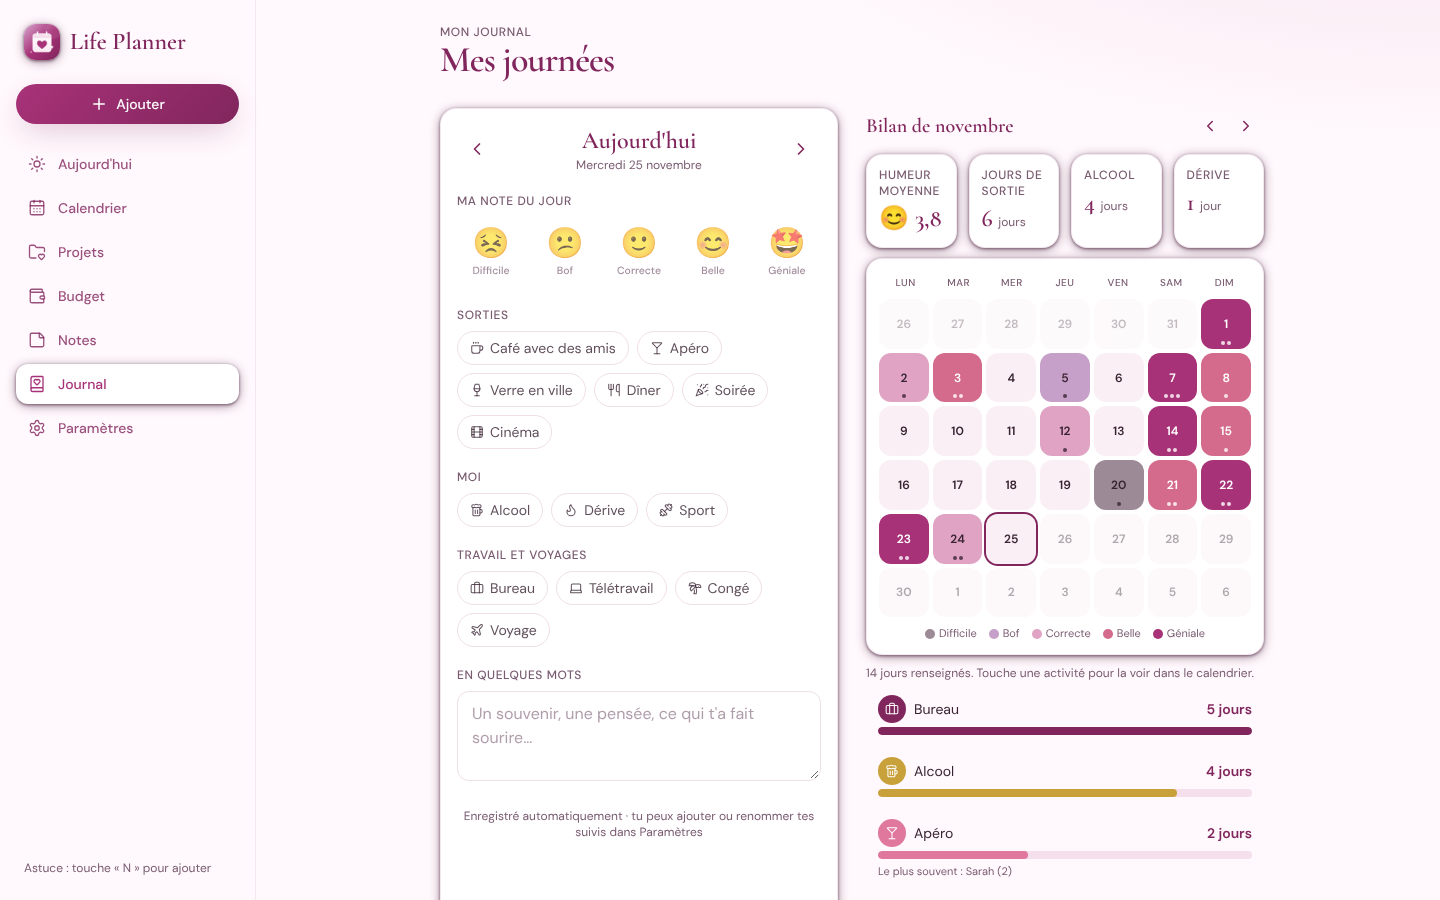 Life Planner
Ajouter
Aujourd'hui
Calendrier
Projets
Budget
Notes
Journal
Paramètres
Astuce : touche « N » pour ajouter
MON JOURNAL
Mes journées
Aujourd'hui
Mercredi 25 novembre
MA NOTE DU JOUR
Difficile Bof Correcte Belle Géniale
SORTIES
Café avec des amis Apéro
Verre en ville Dîner Soirée
Cinéma
MOI
Alcool Dérive Sport
TRAVAIL ET VOYAGES
Bureau Télétravail Congé
Voyage
EN QUELQUES MOTS
Un souvenir, une pensée, ce qui t'a fait
sourire...
Enregistré automatiquement · tu peux ajouter ou renommer tes
suivis dans Paramètres
Bilan de novembre
HUMEUR
MOYENNE
3,8
JOURS DE
SORTIE
6 jours
ALCOOL
4 jours
DÉRIVE
1 jour
LUN MAR MER JEU VEN SAM DIM
26 27 28 29 30 31 1
2 3 4 5 6 7 8
9 10 11 12 13 14 15
16 17 18 19 20 21 22
23 24 25 26 27 28 29
30 1 2 3 4 5 6
Difficile Bof Correcte Belle Géniale
14 jours renseignés. Touche une activité pour la voir dans le calendrier.
Bureau 5 jours
Alcool 4 jours
Apéro 2 jours
Le plus souvent : Sarah (2)